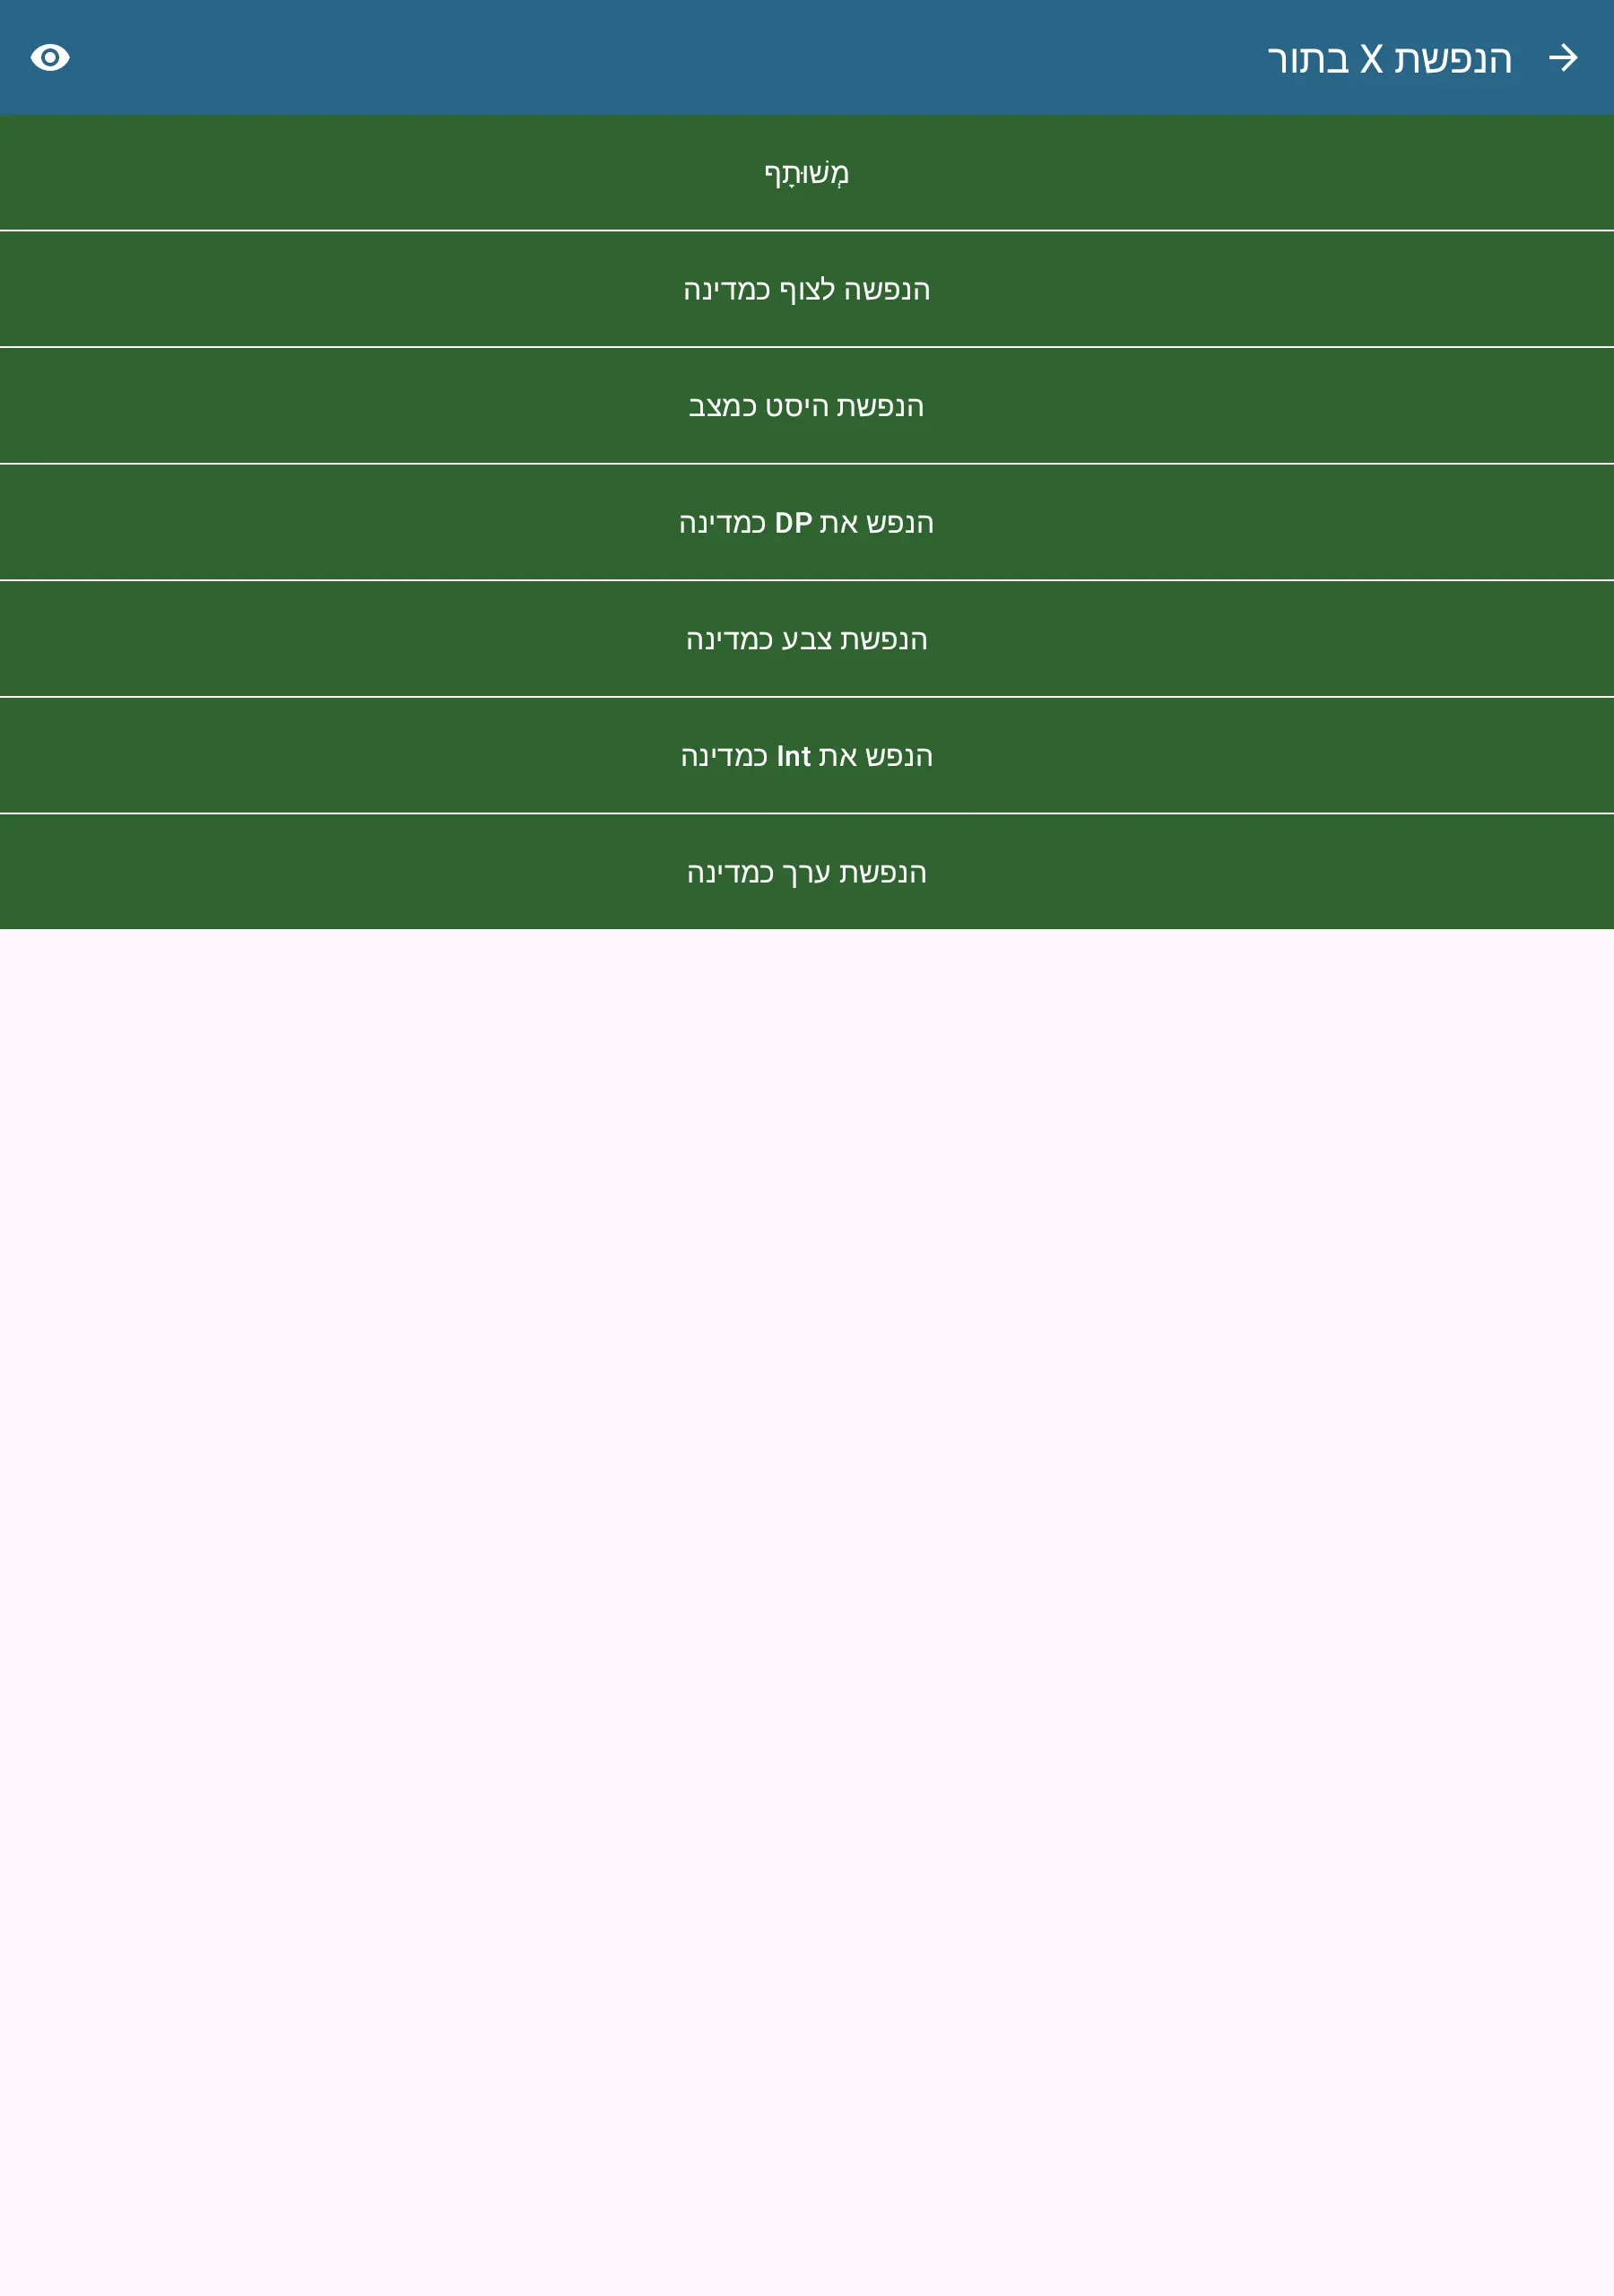 הנפשת X בתור
מְשׁוּתָף
הנפשה לצוף כמדינה
הנפשת היסט כמצב
הנפש את DP כמדינה
הנפשת צבע כמדינה
הנפש את Int כמדינה
הנפשת ערך כמדינה